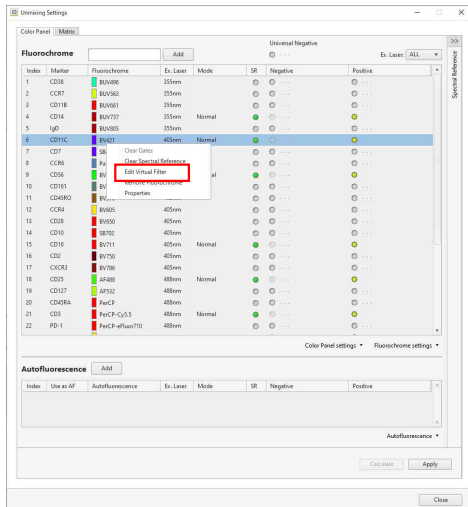 Unmixing Settings
Color Panel Matrix
Fluorochrome Add Universal Negative Ex. Laser: ALL
>>
Spectral Reference
Index Marker Fluorochrome Ex. Laser Mode SR Negative Positive
1 CD38 BUV496 355nm
2 CCR7 BUV563 355nm
3 CD11B BUV661 355nm
4 CD14 BUV737 355nm Normal
5 IgD BUV805 355nm
6 CD11C BV421 405nm Normal
7 CD7 Clear Gates
8 CCR6 Clear Spectral Reference
9 CD56 Edit Virtual Filter
10 CD161 Remove Fluorochrome
11 CD45RO Properties
12 CCR4 BV605 405nm
13 CD28 BV650 405nm
14 CD10 SB702 405nm
15 CD16 BV711 405nm Normal
16 CD2 BV750 405nm
17 CXCR3 BV786 405nm
18 CD25 AF488 488nm Normal
19 CD127 AF532 488nm
20 CD45RA PerCP 488nm
21 CD3 PerCP-Cy5.5 488nm Normal
22 PD-1 PerCP-eFluor710 488nm
Color Panel settings Fluorochrome settings
Autofluorescence Add
Index Use as AF Autofluorescence Ex. Laser Mode SR Negative Positive
Autofluorescence
Calculate Apply
Close